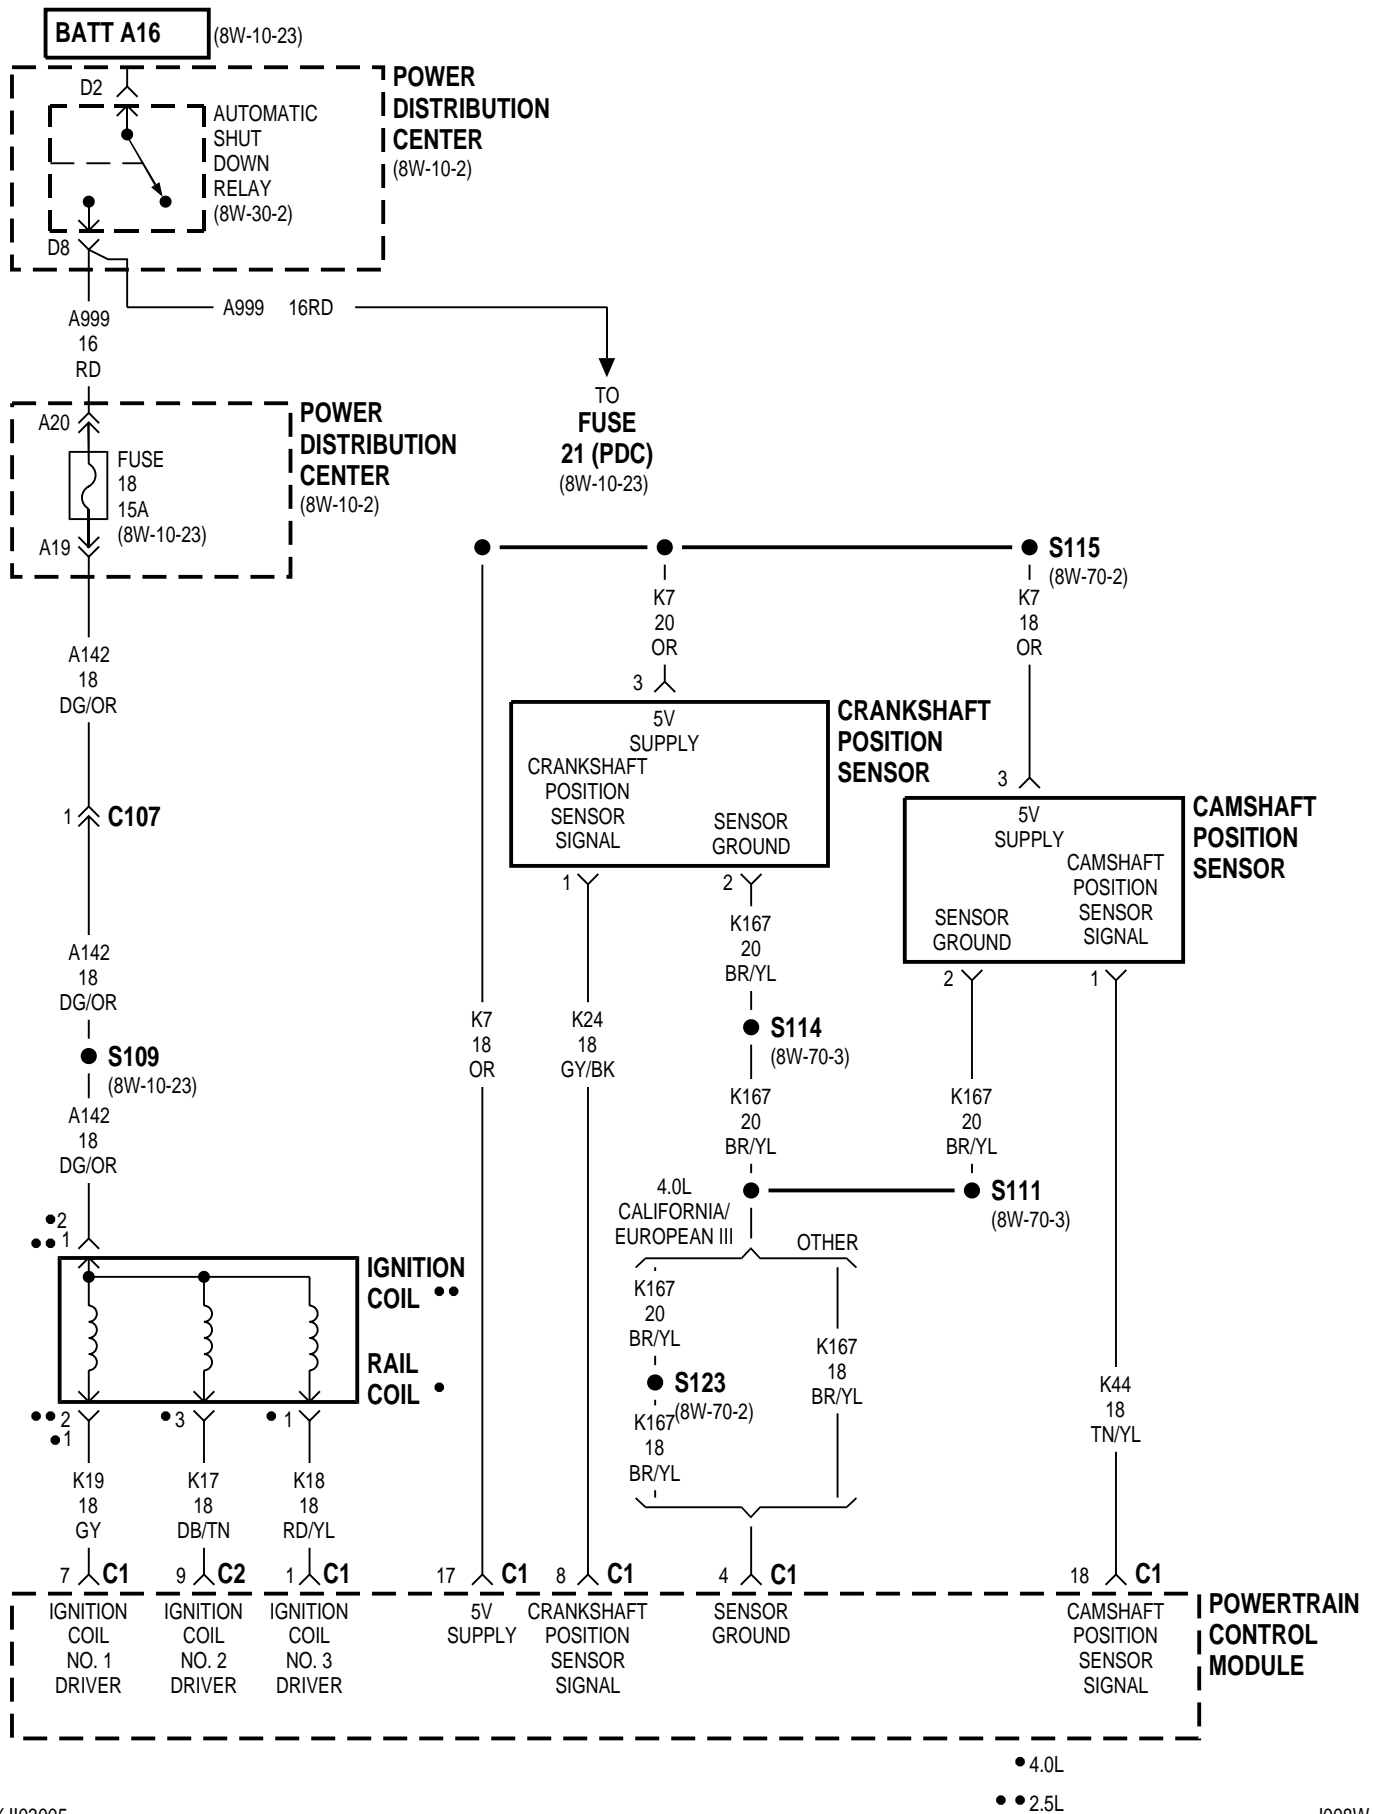 BATT A16 (8W-10-23)
D2
POWER
DISTRIBUTION
CENTER
(8W-10-2)
AUTOMATIC
SHUT
DOWN
RELAY
(8W-30-2)
D8
A999 16RD
A999
16
RD
TO
FUSE
21 (PDC)
(8W-10-23)
A20
POWER
DISTRIBUTION
CENTER
(8W-10-2)
FUSE
18
15A
(8W-10-23)
A19
S115
(8W-70-2)
K7
20
OR
K7
18
OR
A142
18
DG/OR
3
CRANKSHAFT
POSITION
SENSOR
5V
SUPPLY
CRANKSHAFT
POSITION
SENSOR
SIGNAL
SENSOR
GROUND
3
CAMSHAFT
POSITION
SENSOR
5V
SUPPLY
CAMSHAFT
POSITION
SENSOR
SIGNAL
SENSOR
GROUND
1 C107
1
2
K167
20
BR/YL
2
1
A142
18
DG/OR
K7
18
OR
K24
18
GY/BK
S114
(8W-70-3)
S109
(8W-10-23)
K167
20
BR/YL
K167
20
BR/YL
A142
18
DG/OR
4.0L
CALIFORNIA/
EUROPEAN III
OTHER
S111
(8W-70-3)
•2
••1
IGNITION
COIL ••
RAIL
COIL •
K167
20
BR/YL
K167
18
BR/YL
S123
(8W-70-2)
K167
18
BR/YL
K44
18
TN/YL
••2
•1
•3
•1
K19
18
GY
K17
18
DB/TN
K18
18
RD/YL
7 C1
9 C2
1 C1
17 C1
8 C1
4 C1
18 C1
IGNITION
COIL
NO. 1
DRIVER
IGNITION
COIL
NO. 2
DRIVER
IGNITION
COIL
NO. 3
DRIVER
5V
SUPPLY
CRANKSHAFT
POSITION
SENSOR
SIGNAL
SENSOR
GROUND
CAMSHAFT
POSITION
SENSOR
SIGNAL
POWERTRAIN
CONTROL
MODULE
• 4.0L
•• 2.5L